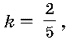 k = 2/5,